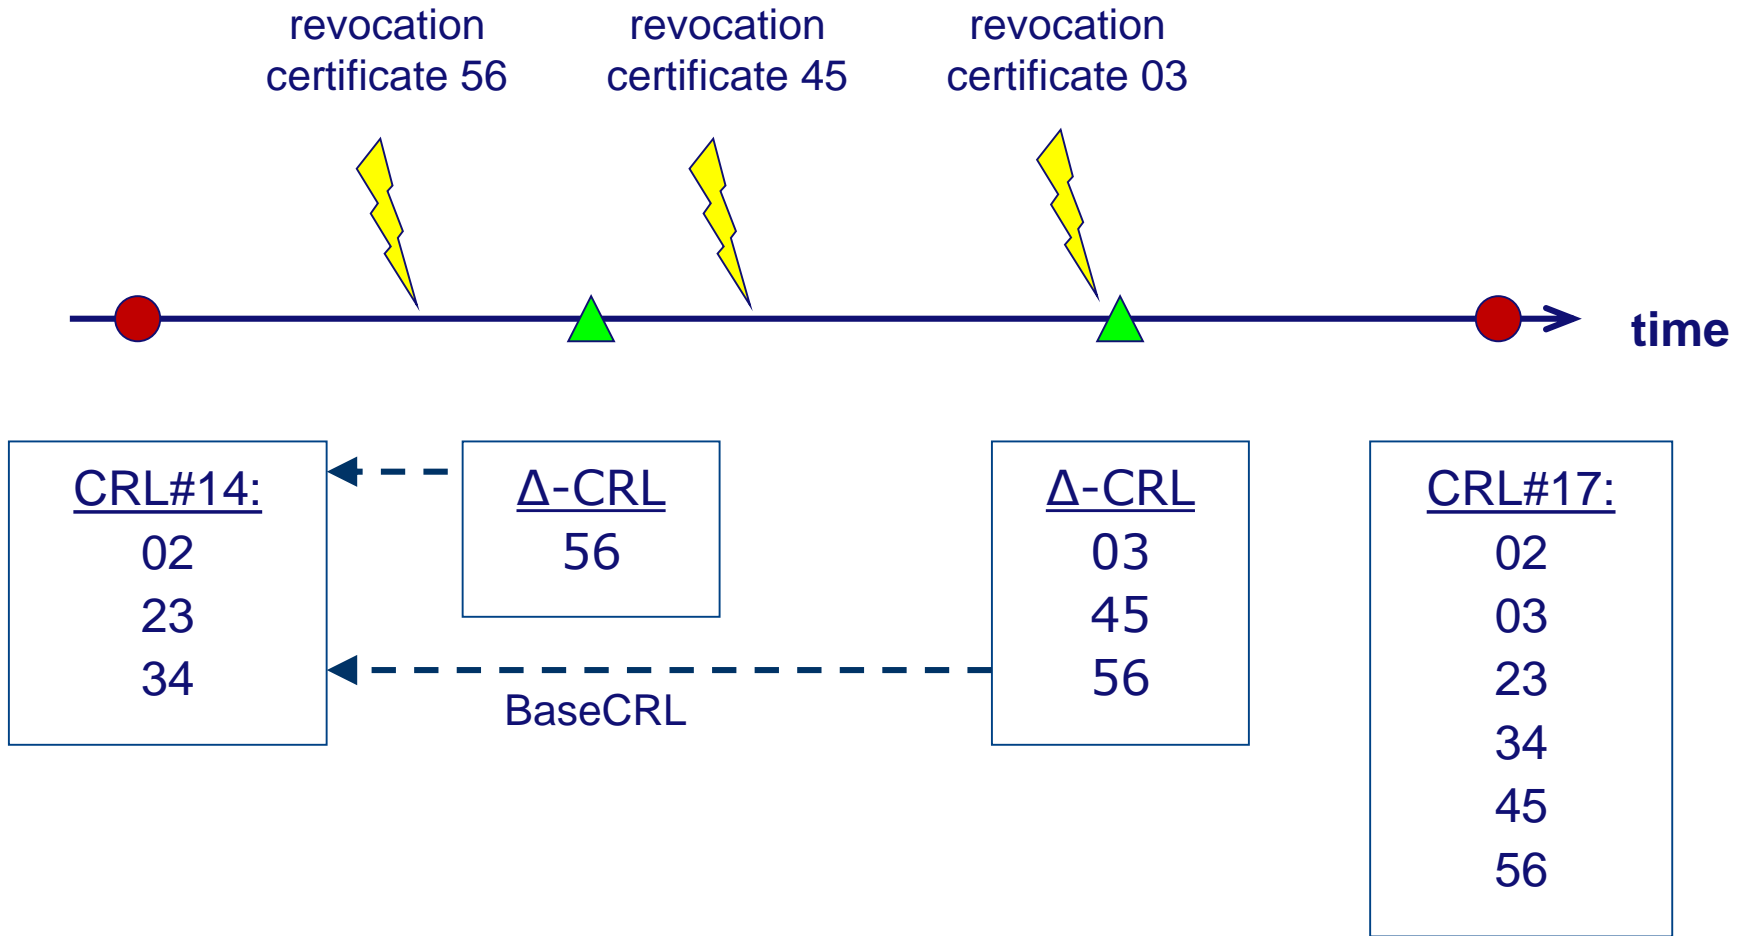 revocation
certificate 56
revocation
certificate 45
revocation
certificate 03
time
CRL#14:
02
23
34
Δ-CRL
56
BaseCRL
Δ-CRL
03
45
56
CRL#17:
02
03
23
34
45
56